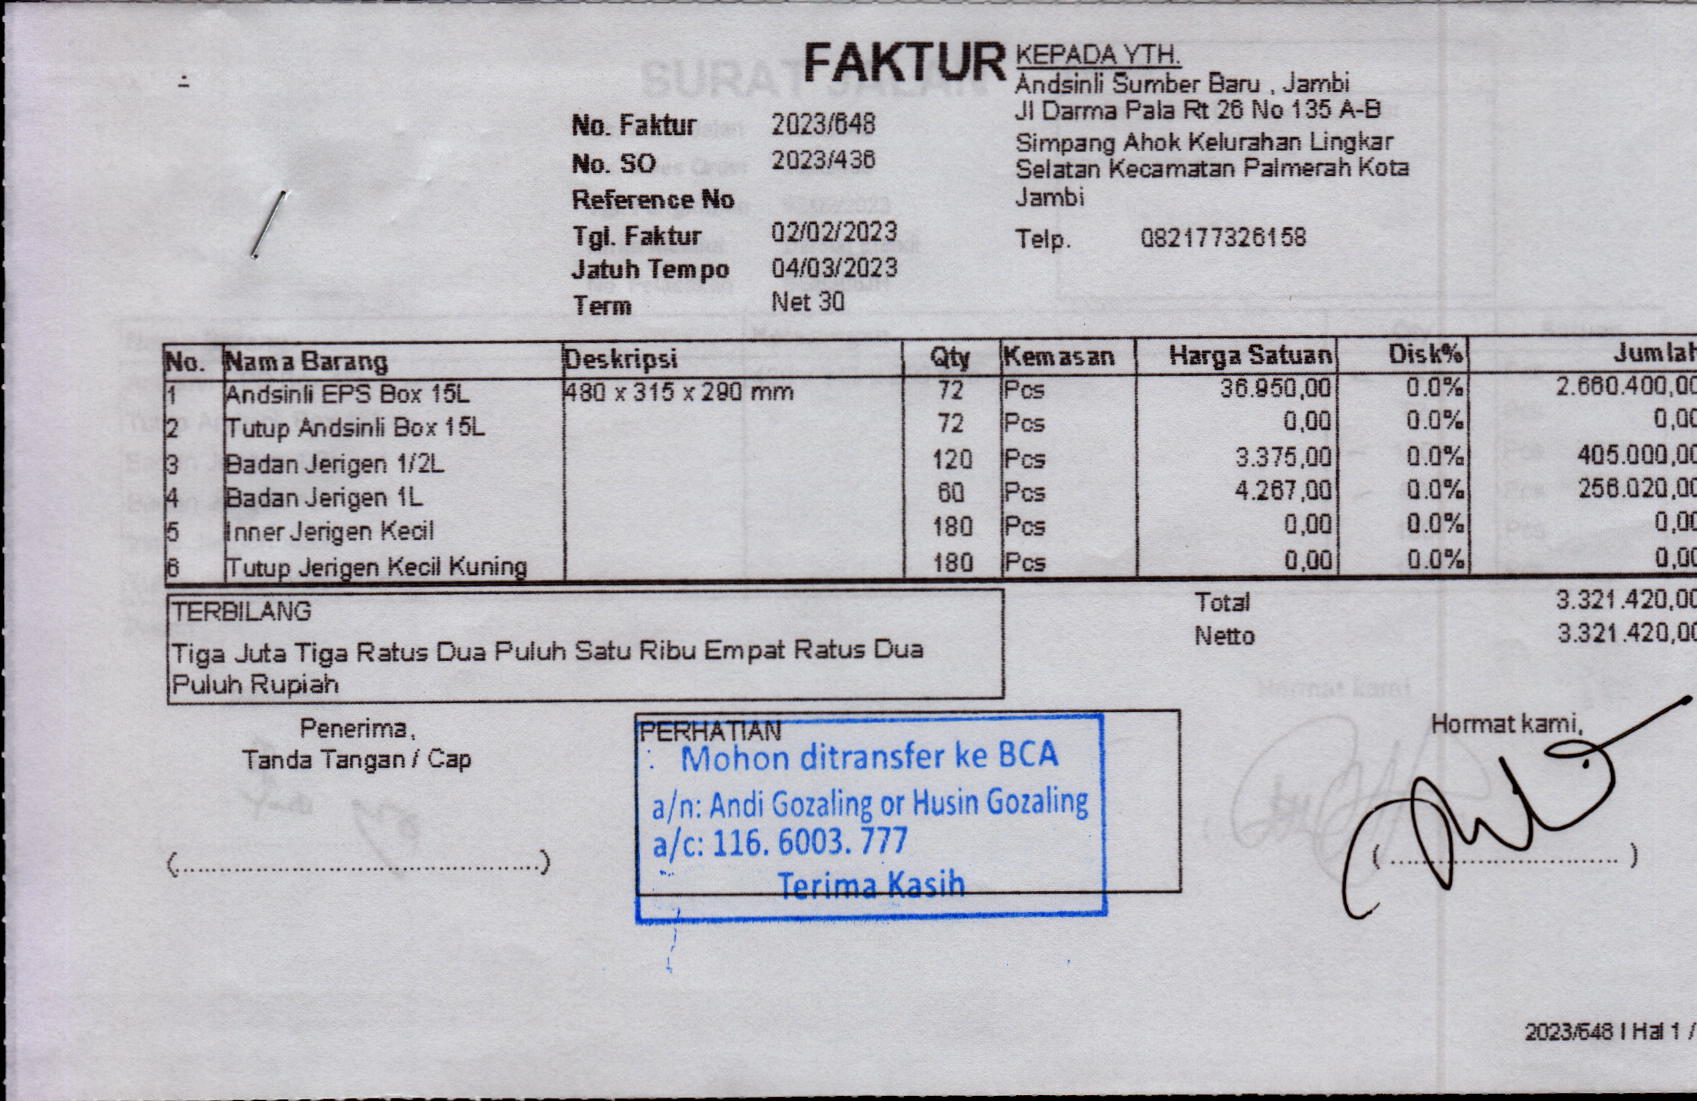 FAKTUR
No. Faktur 2023/648
No. SO 2023/436
Reference No
Tgl. Faktur 02/02/2023
Jatuh Tempo 04/03/2023
Term Net 30
KEPADA YTH.
Andsinli Sumber Baru , Jambi
Jl Darma Pala Rt 26 No 135 A-B
Simpang Ahok Kelurahan Lingkar
Selatan Kecamatan Palmerah Kota
Jambi
Telp. 082177326158
No. Nama Barang Deskripsi Qty Kemasan Harga Satuan Disk% Jumlah
1 Andsinli EPS Box 15L 480 x 315 x 290 mm 72 Pcs 36.950,00 0.0% 2.660.400,00
2 Tutup Andsinli Box 15L 72 Pcs 0,00 0.0% 0,00
3 Badan Jerigen 1/2L 120 Pcs 3.375,00 0.0% 405.000,00
4 Badan Jerigen 1L 60 Pcs 4.267,00 0.0% 256.020,00
5 Inner Jerigen Kecil 180 Pcs 0,00 0.0% 0,00
6 Tutup Jerigen Kecil Kuning 180 Pcs 0,00 0.0% 0,00
Total 3.321.420,00
Netto 3.321.420,00
TERBILANG
Tiga Juta Tiga Ratus Dua Puluh Satu Ribu Empat Ratus Dua
Puluh Rupiah
Penerima,
Tanda Tangan / Cap
(....................................)
PERHATIAN
Mohon ditransfer ke BCA
a/n: Andi Gozaling or Husin Gozaling
a/c: 116. 6003. 777
Terima Kasih
Hormat kami,
(..............................)
2023/648 | Hal 1 /